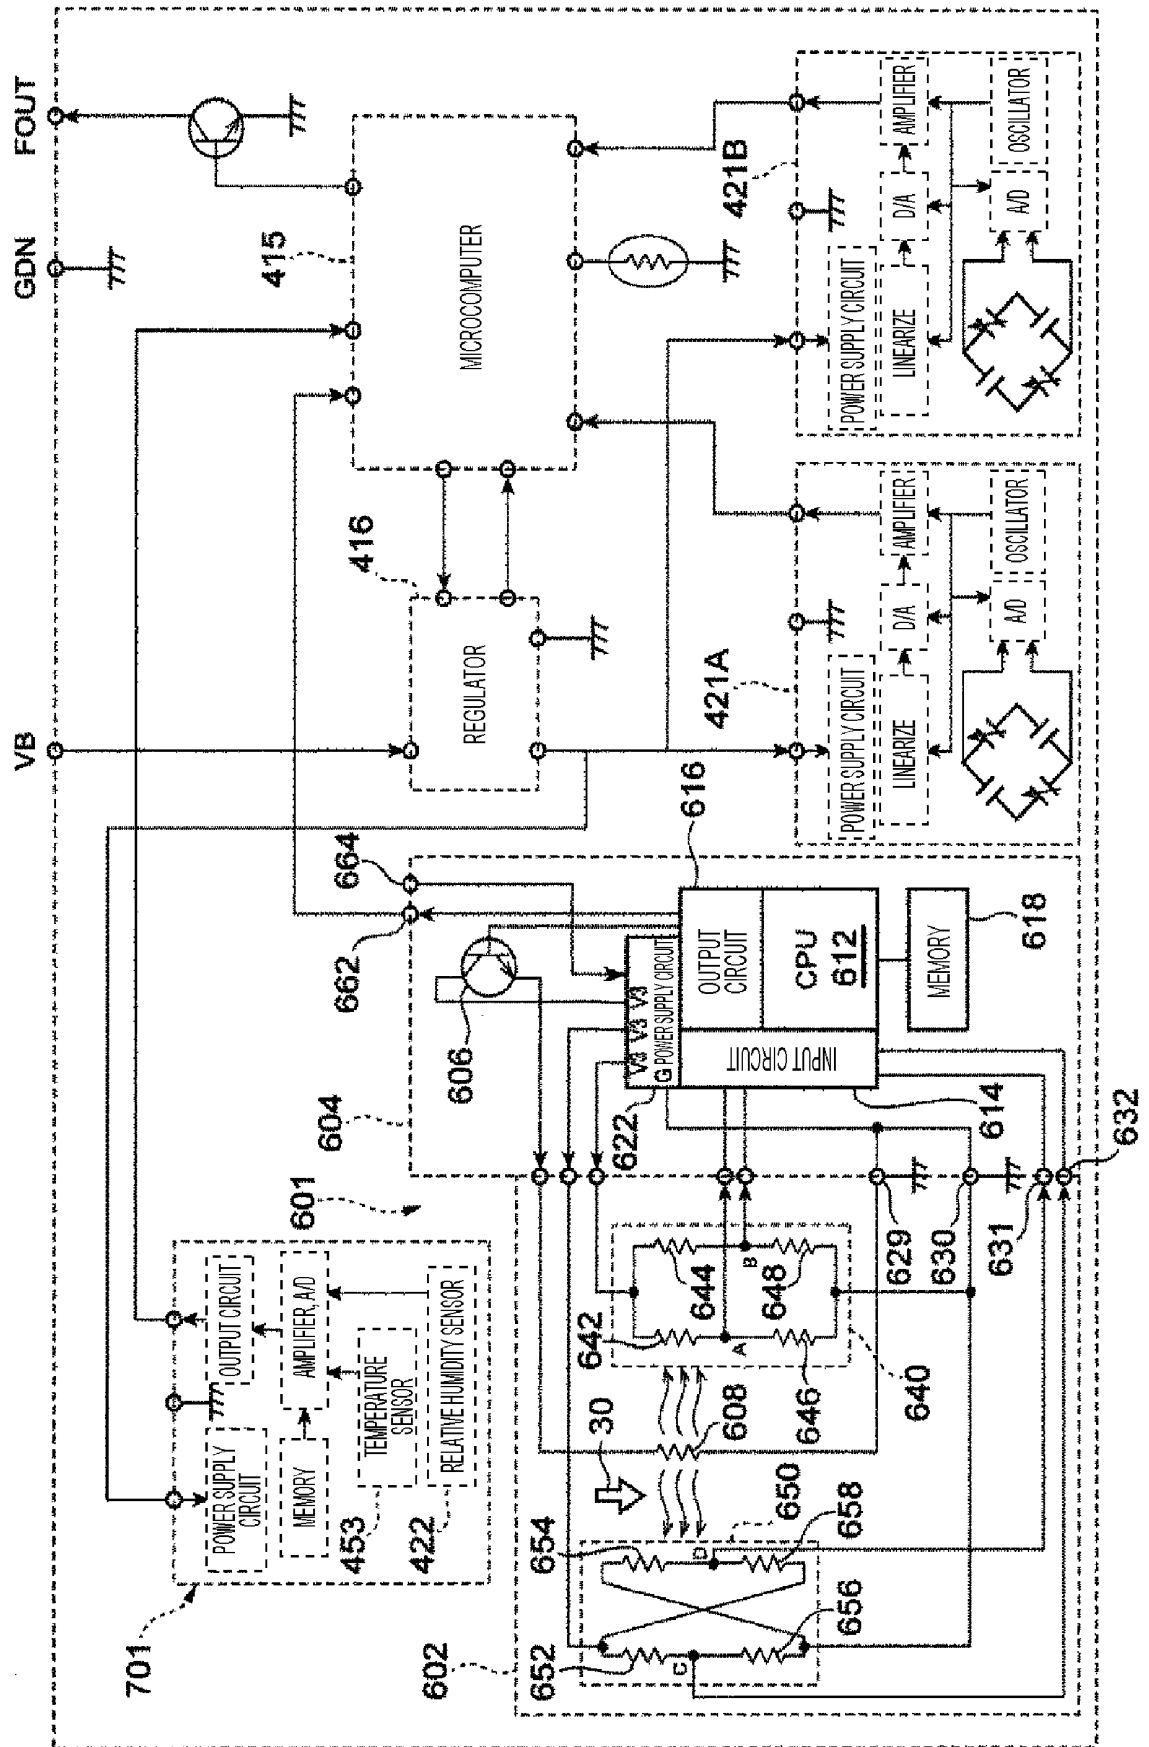 VB
GDN
FOUT
701
POWER SUPPLY
CIRCUIT
OUTPUT CIRCUIT
MEMORY
AMPLIFIER, A/D
TEMPERATURE
SENSOR
RELATIVE HUMIDITY SENSOR
453
422
601
416
REGULATOR
415
MICROCOMPUTER
602
604
606
662
664
622
V3
V3
V3
G
POWER SUPPLY CIRCUIT
OUTPUT
CIRCUIT
616
CPU
612
INPUT CIRCUIT
614
MEMORY
618
652
654
C
D
656
658
650
30
608
642
644
A
B
646
648
640
629
630
631
632
421A
POWER SUPPLY CIRCUIT
LINEARIZE
D/A
AMPLIFIER
A/D
OSCILLATOR
421B
POWER SUPPLY CIRCUIT
LINEARIZE
D/A
AMPLIFIER
A/D
OSCILLATOR